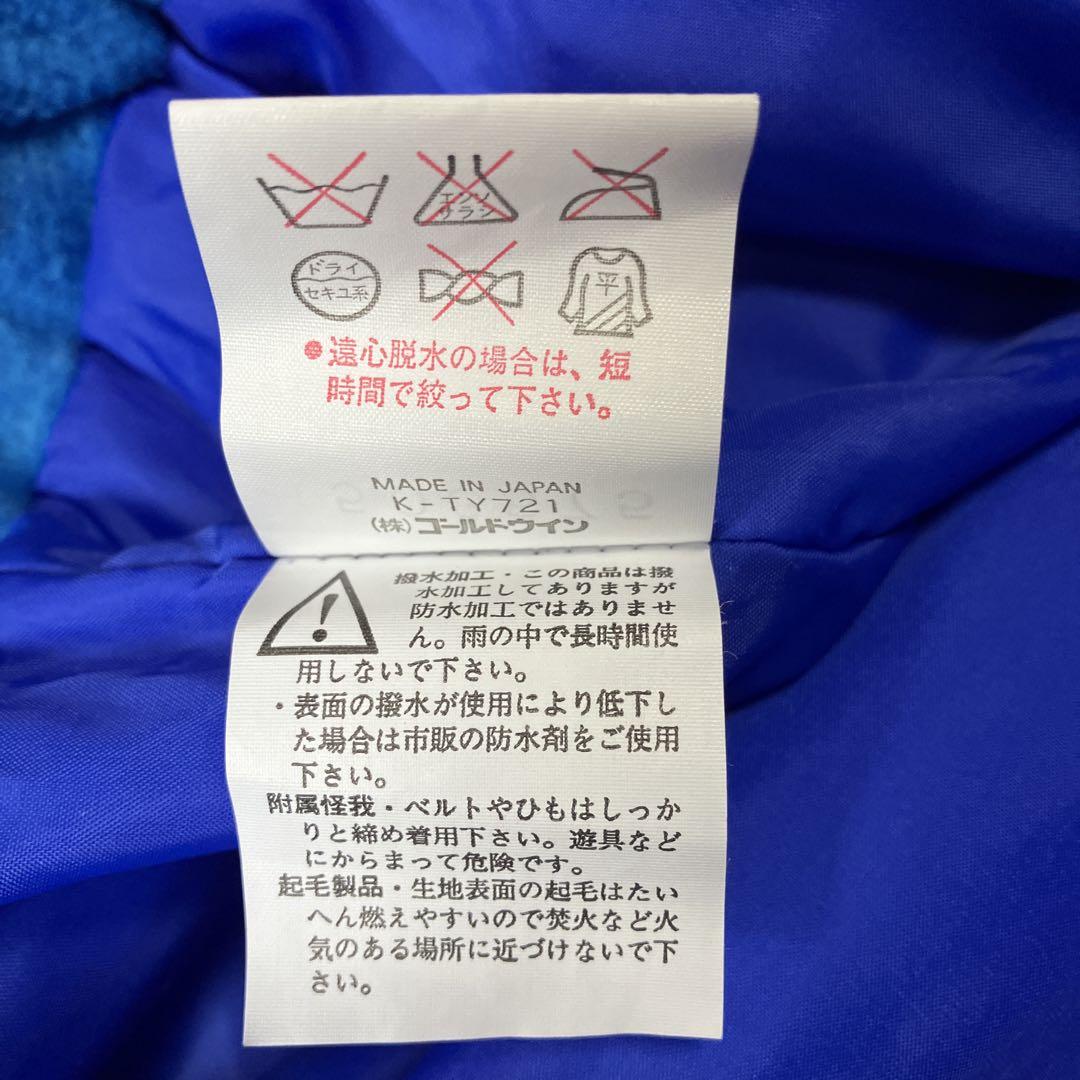 エンソ
サラシ
ドライ
セキユ系
平
●遠心脱水の場合は、短
時間で絞って下さい。
MADE IN JAPAN
K-TY721
(株)ゴールドウイン
撥水加工・この商品は撥
水加工してありますが
防水加工ではありませ
ん。雨の中で長時間使
用しないで下さい。
・表面の撥水が使用により低下し
た場合は市販の防水剤をご使用
下さい。
附属怪我・ベルトやひもはしっか
りと締め着用下さい。遊具など
にからまって危険です。
起毛製品・生地表面の起毛はたい
へん燃えやすいので焚火など火
気のある場所に近づけないで下
さい。